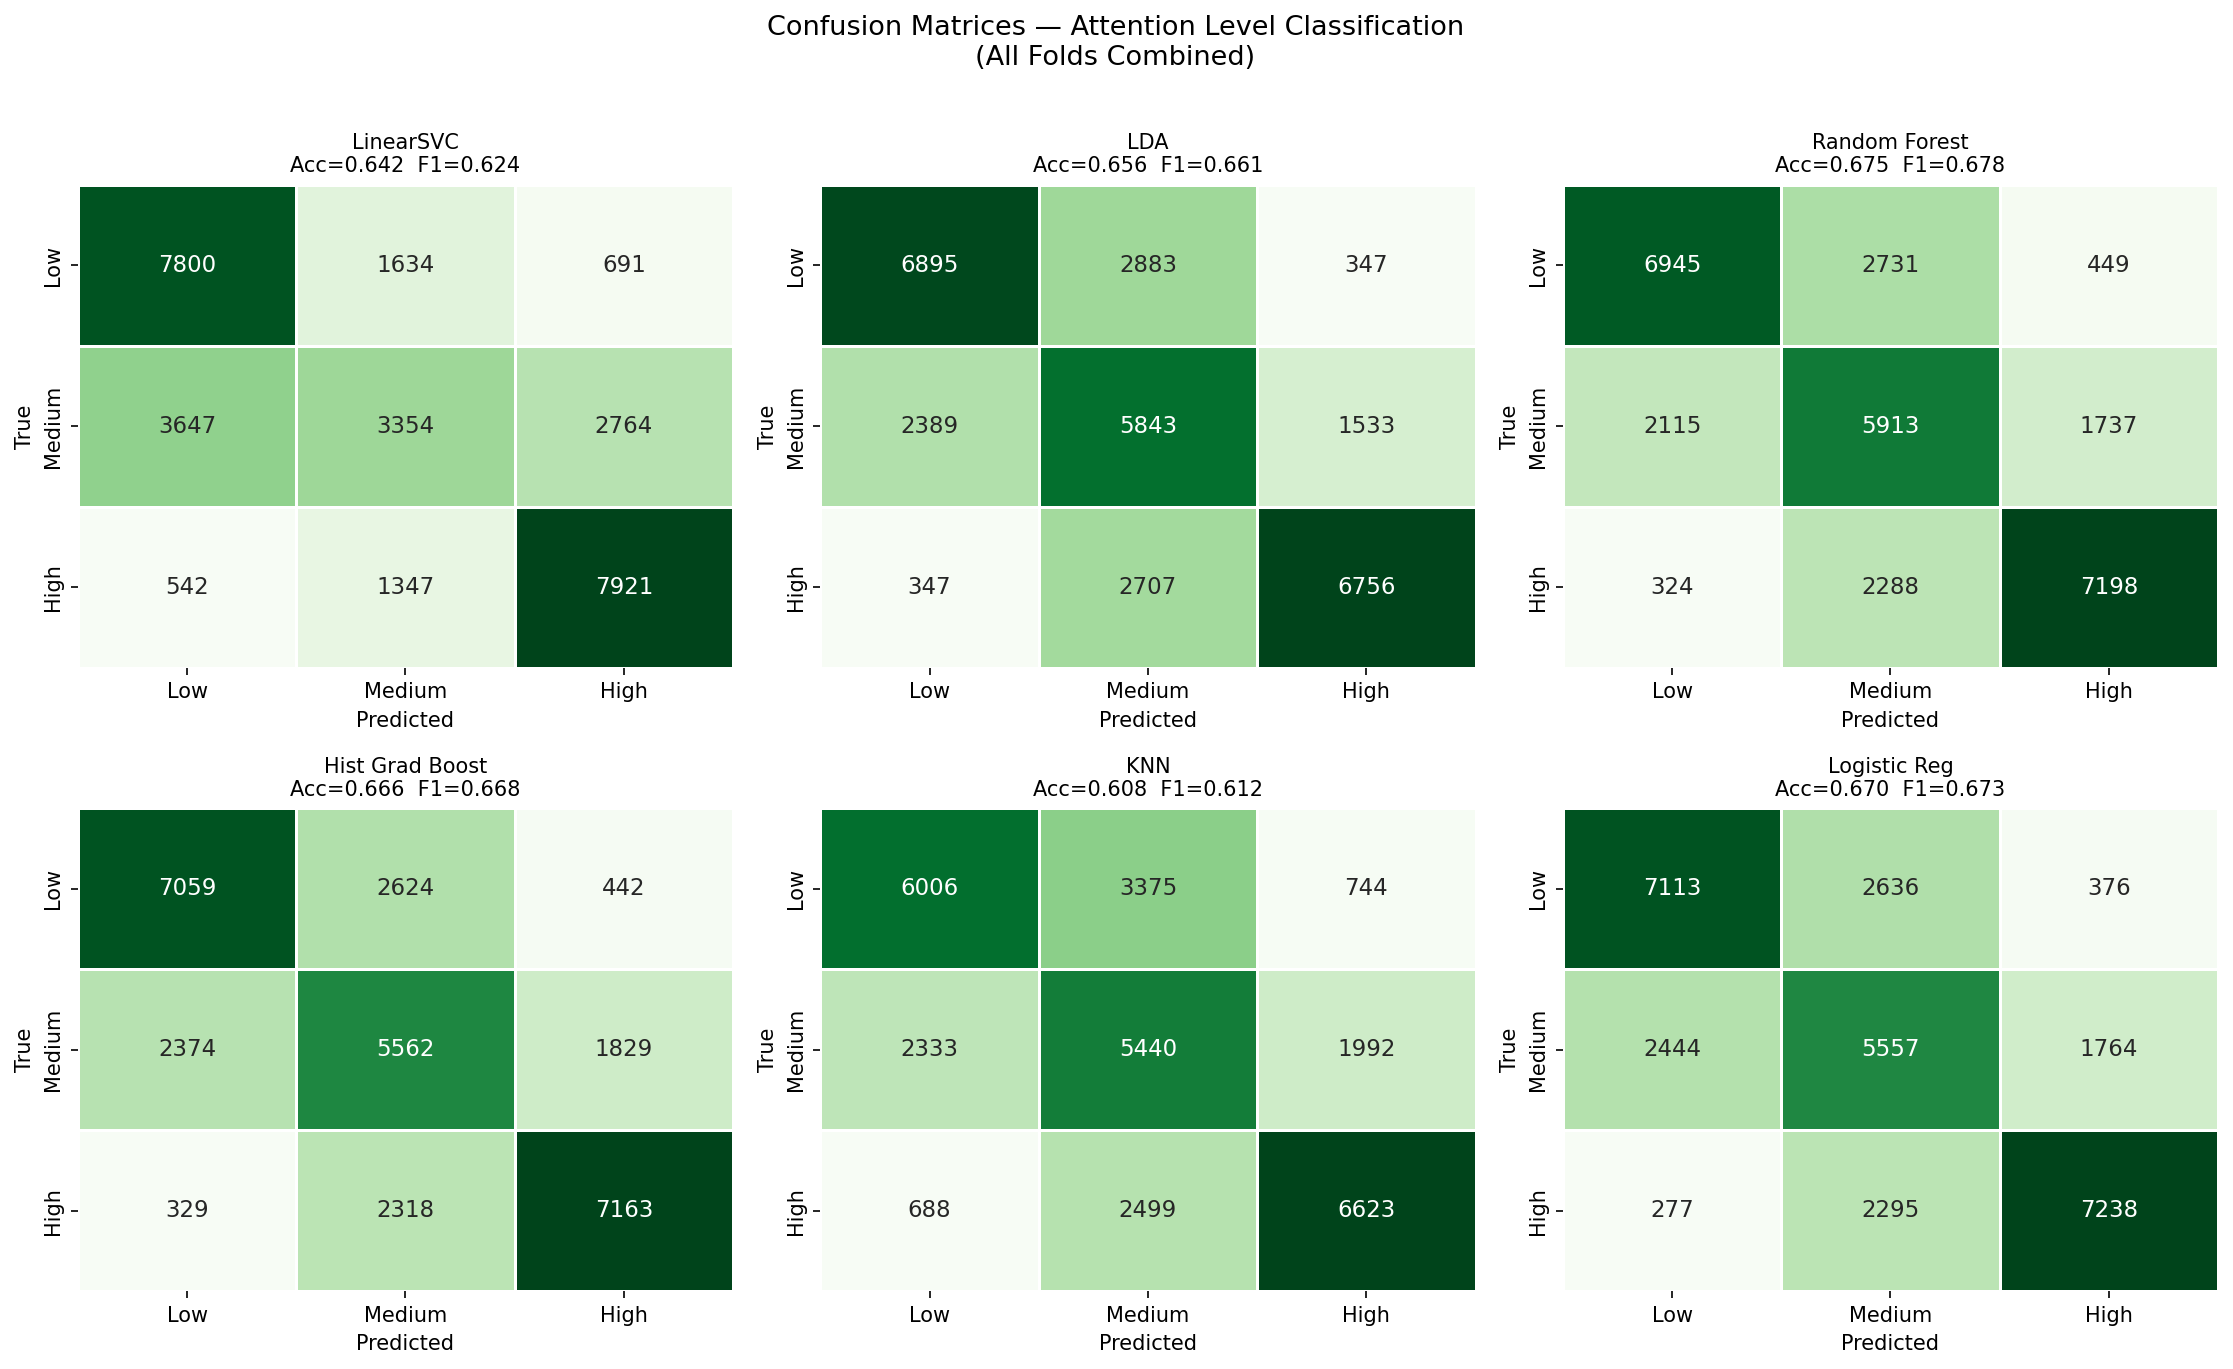 Confusion Matrices — Attention Level Classification
(All Folds Combined)
LinearSVC
Acc=0.642  F1=0.624
Low 7800 1634 691
True Medium 3647 3354 2764
High 542 1347 7921
Low Medium High
Predicted
LDA
Acc=0.656  F1=0.661
Low 6895 2883 347
True Medium 2389 5843 1533
High 347 2707 6756
Low Medium High
Predicted
Random Forest
Acc=0.675  F1=0.678
Low 6945 2731 449
True Medium 2115 5913 1737
High 324 2288 7198
Low Medium High
Predicted
Hist Grad Boost
Acc=0.666  F1=0.668
Low 7059 2624 442
True Medium 2374 5562 1829
High 329 2318 7163
Low Medium High
Predicted
KNN
Acc=0.608  F1=0.612
Low 6006 3375 744
True Medium 2333 5440 1992
High 688 2499 6623
Low Medium High
Predicted
Logistic Reg
Acc=0.670  F1=0.673
Low 7113 2636 376
True Medium 2444 5557 1764
High 277 2295 7238
Low Medium High
Predicted